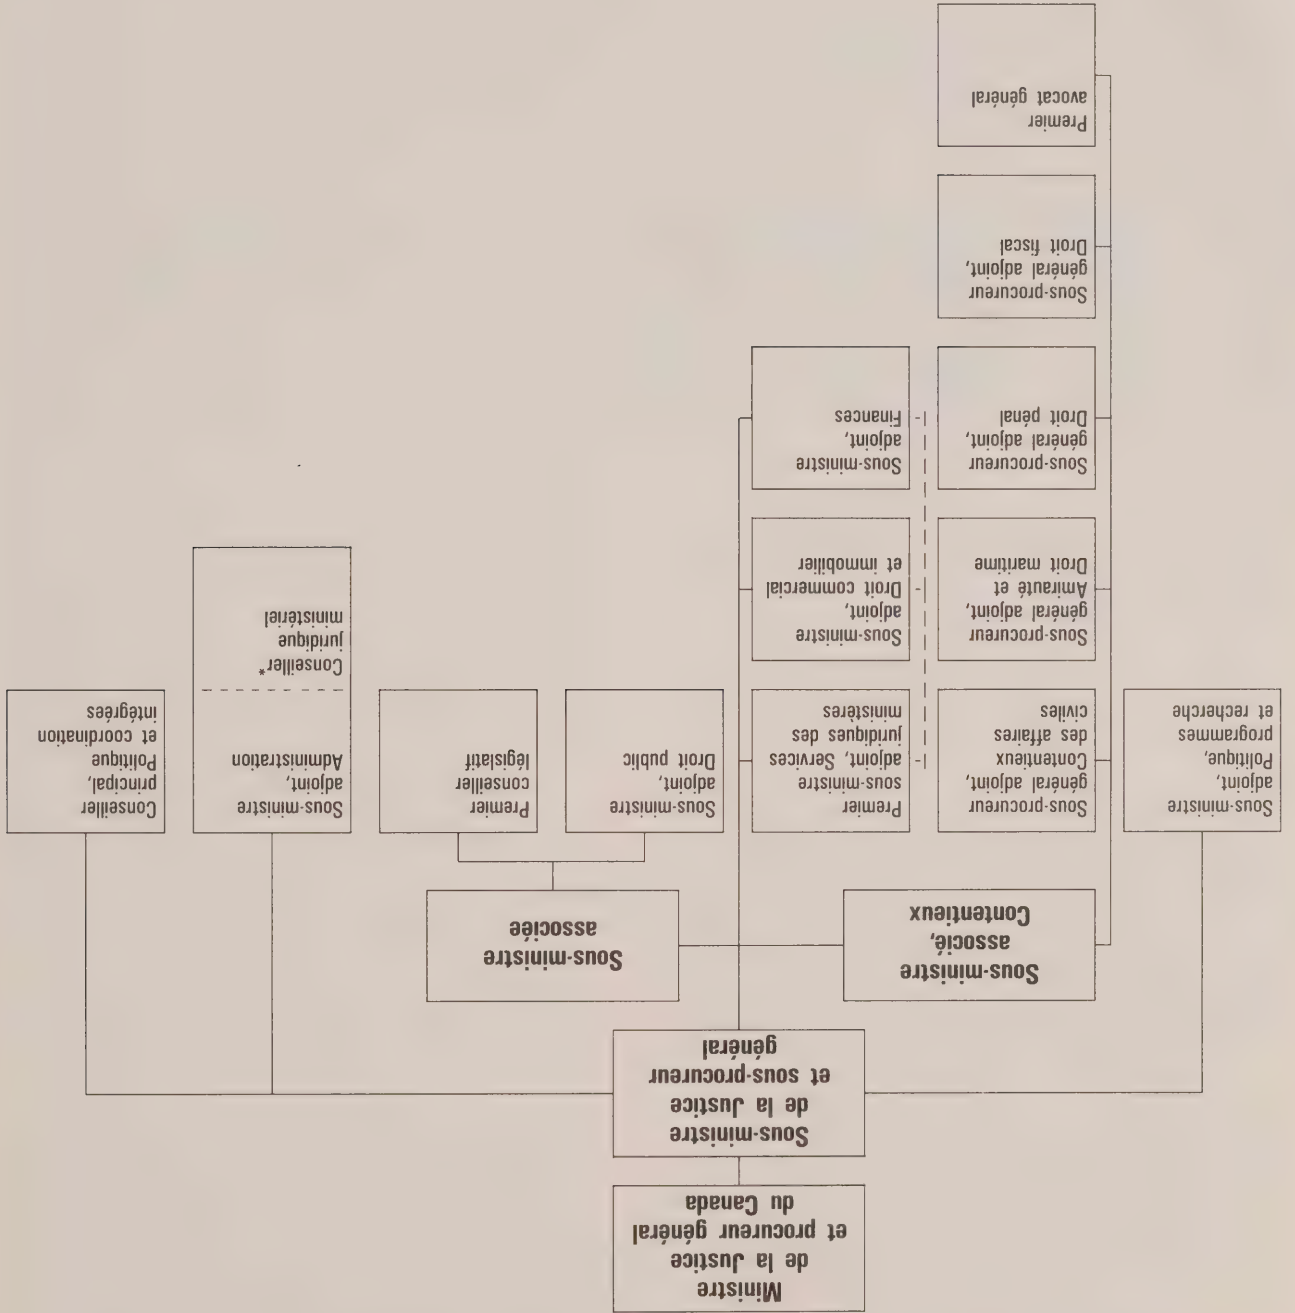 Ministre
de la Justice
et procureur général
du Canada
Sous-ministre
de la Justice
et sous-procureur
général
Sous-ministre
associé,
Contentieux
Sous-ministre
associée
Sous-ministre
adjoint,
Politique,
programmes
et recherche
Sous-procureur
général adjoint,
Contentieux
des affaires
civiles
Premier
sous-ministre
adjoint, Services
juridiques des
ministères
Sous-ministre
adjoint,
Droit public
Premier
conseiller
législatif
Sous-ministre
adjoint,
Administration
Conseiller*
juridique
ministériel
Conseiller
principal,
Politique
et coordination
intégrées
Sous-procureur
général adjoint,
Amirauté et
Droit maritime
Sous-ministre
adjoint,
Droit commercial
et immobilier
Sous-procureur
général adjoint,
Droit pénal
Sous-ministre
adjoint,
Finances
Sous-procureur
général adjoint,
Droit fiscal
Premier
avocat général